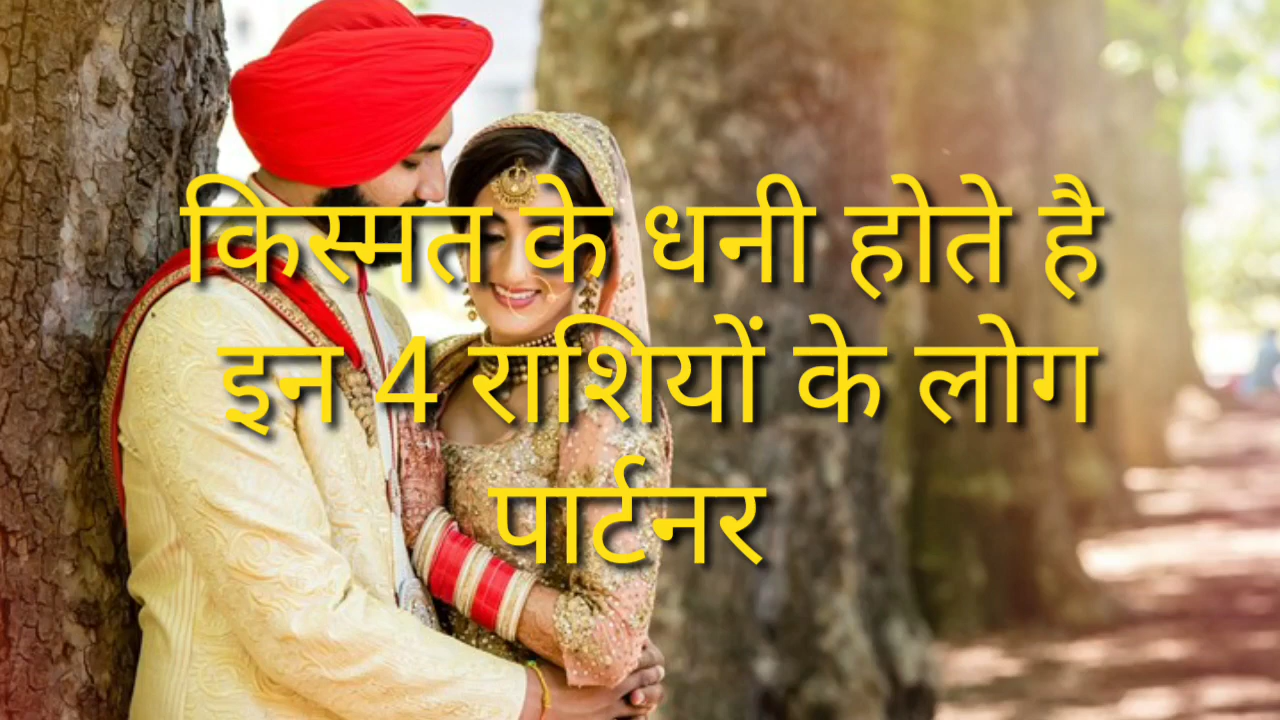 किस्मत के धनी होते है
इन 4 राशियों के लोग
पार्टनर